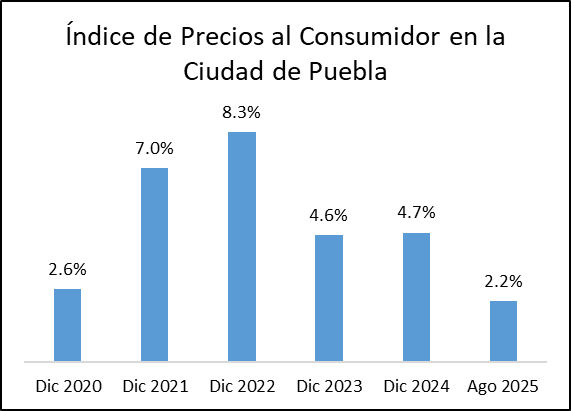 Índice de Precios al Consumidor en la
Ciudad de Puebla
8.3%
7.0%
4.6%
4.7%
2.6%
2.2%
Dic 2020
Dic 2021
Dic 2022
Dic 2023
Dic 2024
Ago 2025